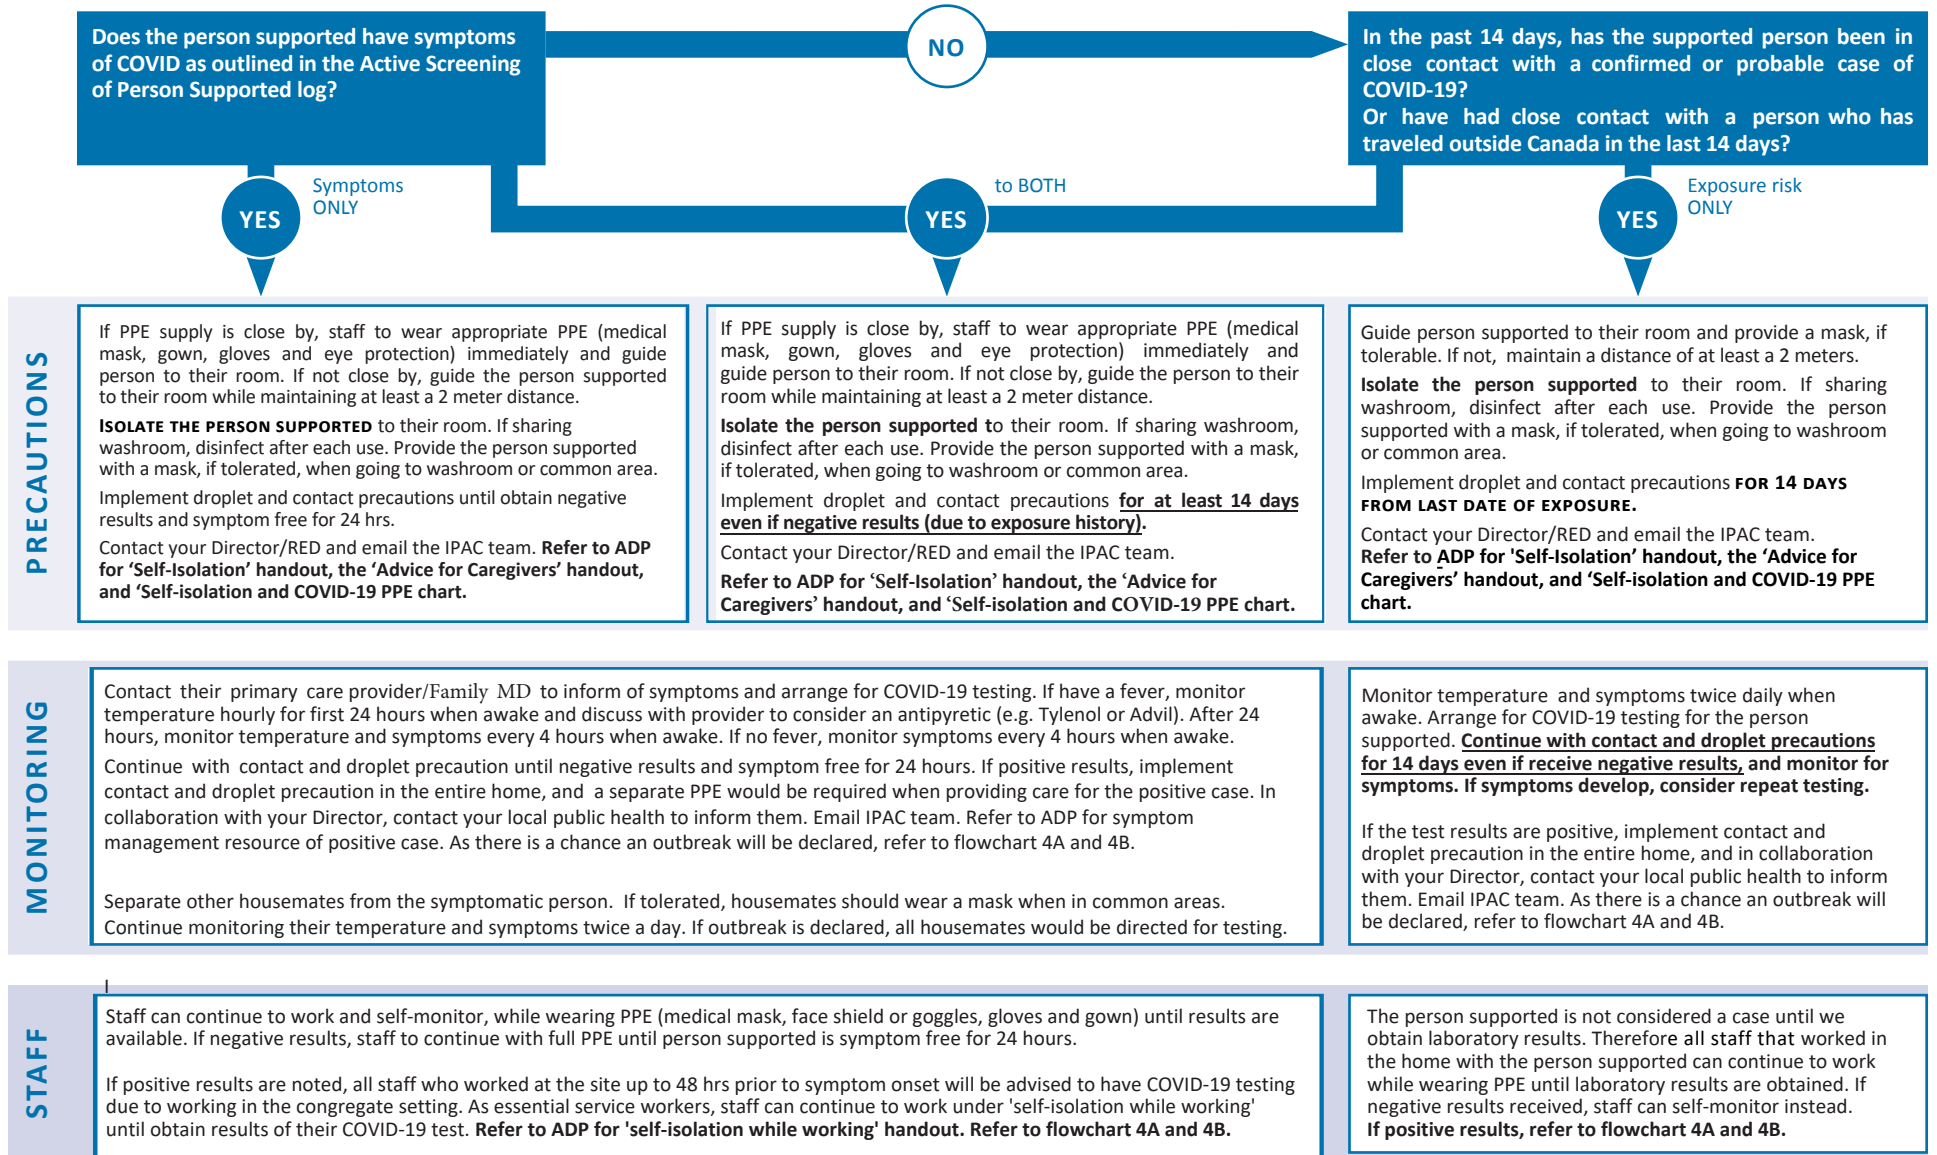 Does the person supported have symptoms
of COVID as outlined in the Active Screening
of Person Supported log?
NO
In the past 14 days, has the supported person been in
close contact with a confirmed or probable case of
COVID-19?
Or have had close contact with a person who has
traveled outside Canada in the last 14 days?
YES
Symptoms
ONLY
YES
to BOTH
YES
Exposure risk
ONLY
PRECAUTIONS
If PPE supply is close by, staff to wear appropriate PPE (medical
mask, gown, gloves and eye protection) immediately and guide
person to their room. If not close by, guide the person supported
to their room while maintaining at least a 2 meter distance.
ISOLATE THE PERSON SUPPORTED to their room. If sharing
washroom, disinfect after each use. Provide the person supported
with a mask, if tolerated, when going to washroom or common area.
Implement droplet and contact precautions until obtain negative
results and symptom free for 24 hrs.
Contact your Director/RED and email the IPAC team. Refer to ADP
for ‘Self-Isolation’ handout, the ‘Advice for Caregivers’ handout,
and ‘Self-isolation and COVID-19 PPE chart.
If PPE supply is close by, staff to wear appropriate PPE (medical
mask, gown, gloves and eye protection) immediately and
guide person to their room. If not close by, guide the person to their
room while maintaining at least a 2 meter distance.
Isolate the person supported to their room. If sharing washroom,
disinfect after each use. Provide the person supported with a mask,
if tolerated, when going to washroom or common area.
Implement droplet and contact precautions for at least 14 days
even if negative results (due to exposure history).
Contact your Director/RED and email the IPAC team.
Refer to ADP for ‘Self-Isolation’ handout, the ‘Advice for
Caregivers’ handout, and ‘Self-isolation and COVID-19 PPE chart.
Guide person supported to their room and provide a mask, if
tolerable. If not, maintain a distance of at least a 2 meters.
Isolate the person supported to their room. If sharing
washroom, disinfect after each use. Provide the person
supported with a mask, if tolerated, when going to washroom
or common area.
Implement droplet and contact precautions FOR 14 DAYS
FROM LAST DATE OF EXPOSURE.
Contact your Director/RED and email the IPAC team.
Refer to ADP for 'Self-Isolation’ handout, the ‘Advice for
Caregivers’ handout, and ‘Self-isolation and COVID-19 PPE
chart.
MONITORING
Contact their primary care provider/Family MD to inform of symptoms and arrange for COVID-19 testing. If have a fever, monitor
temperature hourly for first 24 hours when awake and discuss with provider to consider an antipyretic (e.g. Tylenol or Advil). After 24
hours, monitor temperature and symptoms every 4 hours when awake. If no fever, monitor symptoms every 4 hours when awake.
Continue with contact and droplet precaution until negative results and symptom free for 24 hours. If positive results, implement
contact and droplet precaution in the entire home, and a separate PPE would be required when providing care for the positive case. In
collaboration with your Director, contact your local public health to inform them. Email IPAC team. Refer to ADP for symptom
management resource of positive case. As there is a chance an outbreak will be declared, refer to flowchart 4A and 4B.
Separate other housemates from the symptomatic person. If tolerated, housemates should wear a mask when in common areas.
Continue monitoring their temperature and symptoms twice a day. If outbreak is declared, all housemates would be directed for testing.
Monitor temperature and symptoms twice daily when
awake. Arrange for COVID-19 testing for the person
supported. Continue with contact and droplet precautions
for 14 days even if receive negative results, and monitor for
symptoms. If symptoms develop, consider repeat testing.
If the test results are positive, implement contact and
droplet precaution in the entire home, and in collaboration
with your Director, contact your local public health to inform
them. Email IPAC team. As there is a chance an outbreak will
be declared, refer to flowchart 4A and 4B.
STAFF
Staff can continue to work and self-monitor, while wearing PPE (medical mask, face shield or goggles, gloves and gown) until results are
available. If negative results, staff to continue with full PPE until person supported is symptom free for 24 hours.
If positive results are noted, all staff who worked at the site up to 48 hrs prior to symptom onset will be advised to have COVID-19 testing
due to working in the congregate setting. As essential service workers, staff can continue to work under 'self-isolation while working'
until obtain results of their COVID-19 test. Refer to ADP for 'self-isolation while working' handout. Refer to flowchart 4A and 4B.
The person supported is not considered a case until we
obtain laboratory results. Therefore all staff that worked in
the home with the person supported can continue to work
while wearing PPE until laboratory results are obtained. If
negative results received, staff can self-monitor instead.
If positive results, refer to flowchart 4A and 4B.